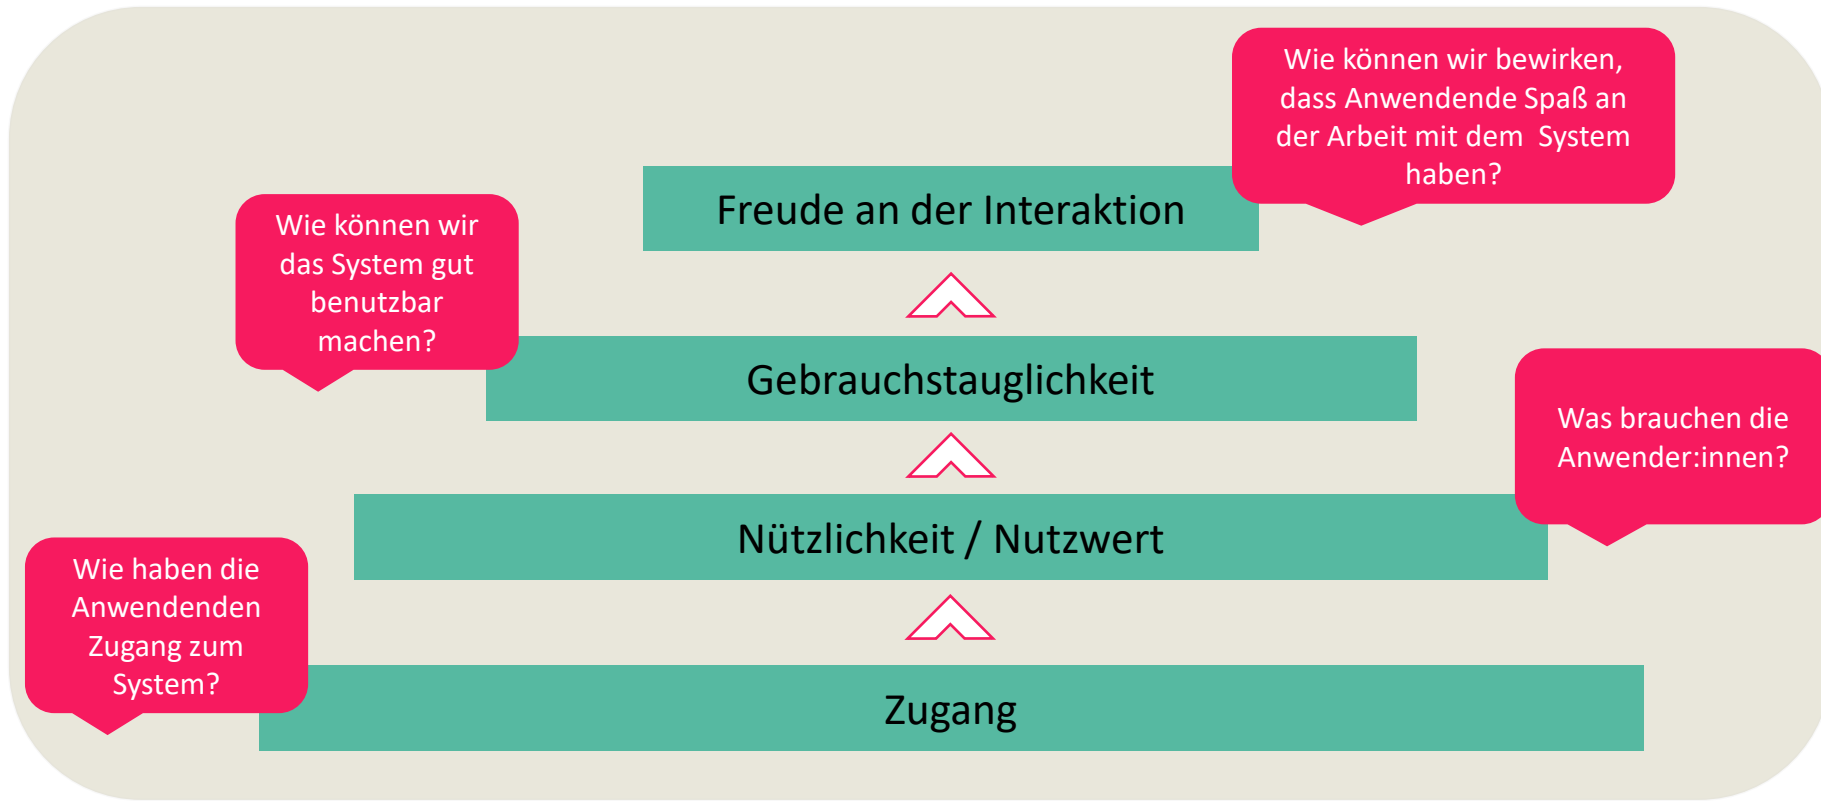 Wie können wir bewirken,
dass Anwendende Spaß an
der Arbeit mit dem  System
haben?
Freude an der Interaktion
Wie können wir
das System gut
benutzbar
machen?
Gebrauchstauglichkeit
Was brauchen die
Anwender:innen?
Nützlichkeit / Nutzwert
Wie haben die
Anwendenden
Zugang zum
System?
Zugang